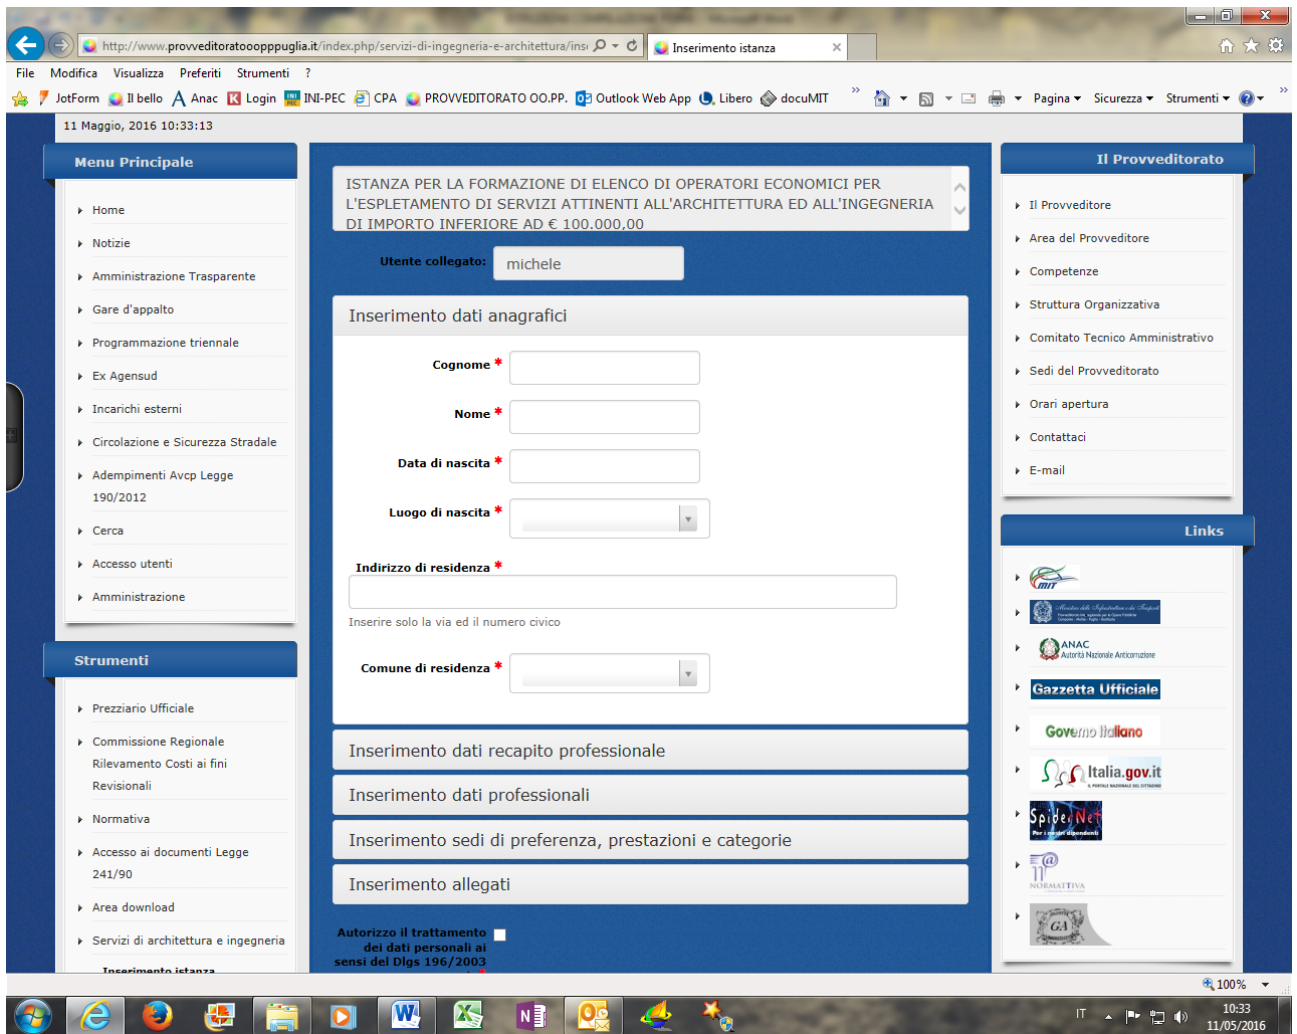 http://www.provveditoratooopppuglia.it/index.php/servizi-di-ingegneria-e-architettura/inse
Inserimento istanza
File Modifica Visualizza Preferiti Strumenti ?
JotForm Il bello Anac Login INI-PEC CPA PROVVEDITORATO OO.PP. Outlook Web App Libero docuMIT » Pagina Sicurezza Strumenti »
11 Maggio, 2016 10:33:13
Menu Principale
Home
Notizie
Amministrazione Trasparente
Gare d'appalto
Programmazione triennale
Ex Agensud
Incarichi esterni
Circolazione e Sicurezza Stradale
Adempimenti Avcp Legge
190/2012
Cerca
Accesso utenti
Amministrazione
Strumenti
Prezziario Ufficiale
Commissione Regionale
Rilevamento Costi ai fini
Revisionali
Normativa
Accesso ai documenti Legge
241/90
Area download
Servizi di architettura e ingegneria
Inserimento istanza
ISTANZA PER LA FORMAZIONE DI ELENCO DI OPERATORI ECONOMICI PER
L'ESPLETAMENTO DI SERVIZI ATTINENTI ALL'ARCHITETTURA ED ALL'INGEGNERIA
DI IMPORTO INFERIORE AD € 100.000,00
Utente collegato: michele
Inserimento dati anagrafici
Cognome *
Nome *
Data di nascita *
Luogo di nascita *
Indirizzo di residenza *
Inserire solo la via ed il numero civico
Comune di residenza *
Inserimento dati recapito professionale
Inserimento dati professionali
Inserimento sedi di preferenza, prestazioni e categorie
Inserimento allegati
Autorizzo il trattamento
dei dati personali ai
sensi del Dlgs 196/2003
Il Provveditorato
Il Provveditore
Area del Provveditore
Competenze
Struttura Organizzativa
Comitato Tecnico Amministrativo
Sedi del Provveditorato
Orari apertura
Contattaci
E-mail
Links
MIT
ANAC
Autorità Nazionale Anticorruzione
Gazzetta Ufficiale
Governo Italiano
Italia.gov.it
IL PORTALE NAZIONALE DEL CITTADINO
SpiderNet
Per i nostri dipendenti
NORMATTIVA
GA
100%
IT
10:33
11/05/2016